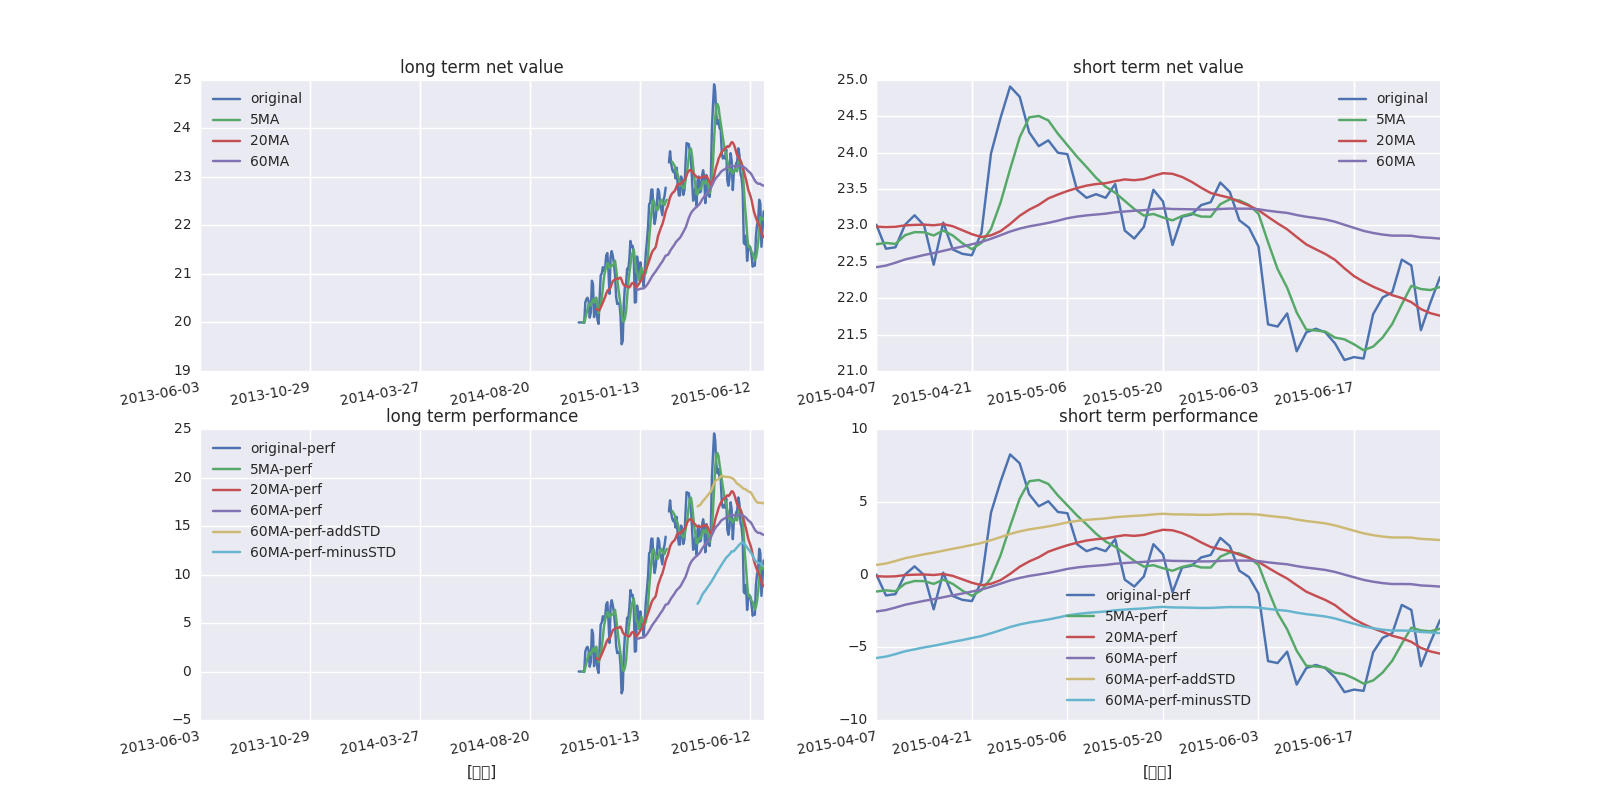 long term net value
25
24
23
22
21
20
19
original
5MA
20MA
60MA
2013-06-03
2013-10-29
2014-03-27
2014-08-20
2015-01-13
2015-06-12
short term net value
25.0
24.5
24.0
23.5
23.0
22.5
22.0
21.5
21.0
original
5MA
20MA
60MA
2015-04-07
2015-04-21
2015-05-06
2015-05-20
2015-06-03
2015-06-17
long term performance
25
20
15
10
5
0
−5
original-perf
5MA-perf
20MA-perf
60MA-perf
60MA-perf-addSTD
60MA-perf-minusSTD
2013-06-03
2013-10-29
2014-03-27
2014-08-20
2015-01-13
2015-06-12
short term performance
10
5
0
−5
−10
original-perf
5MA-perf
20MA-perf
60MA-perf
60MA-perf-addSTD
60MA-perf-minusSTD
2015-04-07
2015-04-21
2015-05-06
2015-05-20
2015-06-03
2015-06-17